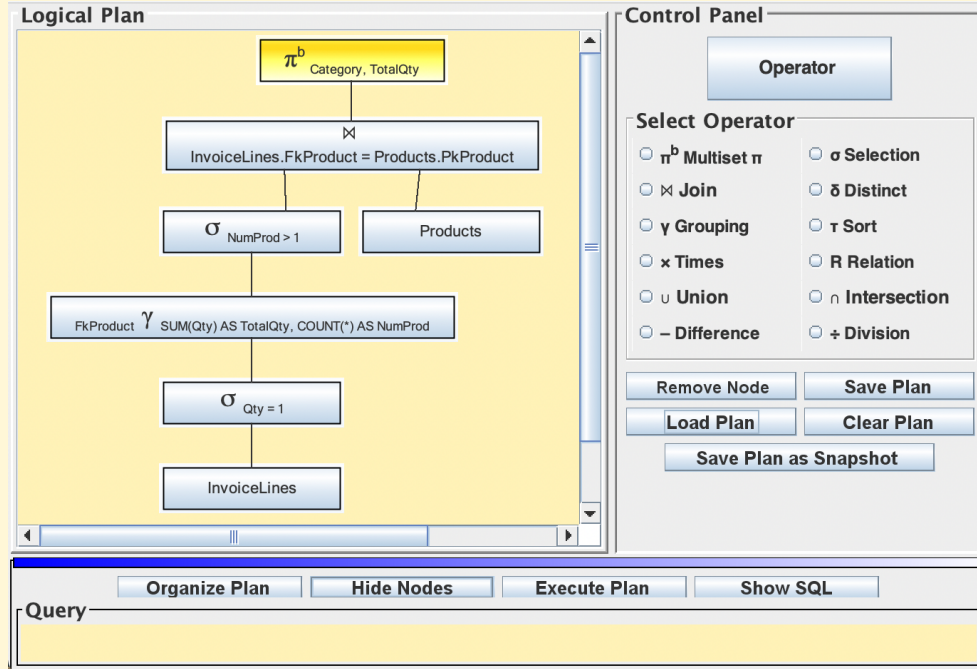 Logical Plan
π^b Category, TotalQty
⋈
InvoiceLines.FkProduct = Products.PkProduct
σ NumProd > 1
Products
FkProduct γ SUM(Qty) AS TotalQty, COUNT(*) AS NumProd
σ Qty = 1
InvoiceLines
Control Panel
Operator
Select Operator
π^b Multiset π
σ Selection
⋈ Join
δ Distinct
γ Grouping
τ Sort
× Times
R Relation
∪ Union
∩ Intersection
− Difference
÷ Division
Remove Node
Save Plan
Load Plan
Clear Plan
Save Plan as Snapshot
Organize Plan
Hide Nodes
Execute Plan
Show SQL
Query